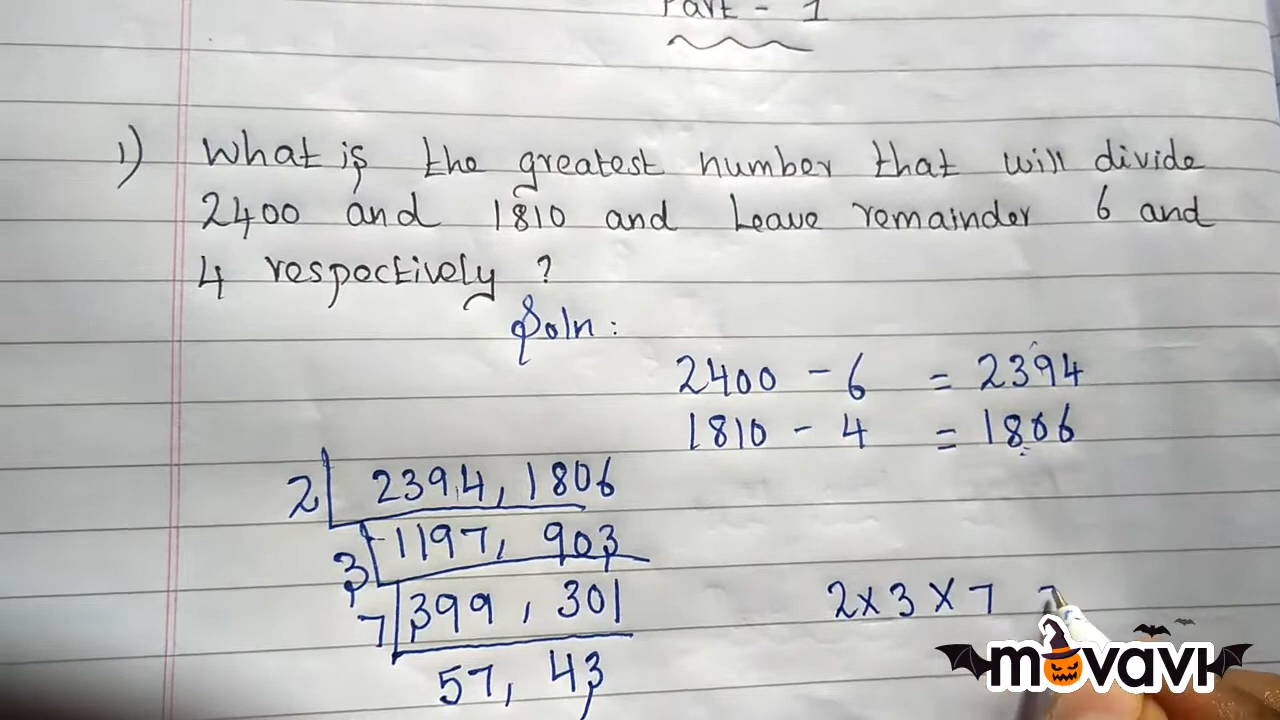 Part - 1
1) What is the greatest number that will divide
2400 and 1810 and Leave remainder 6 and
4 respectively ?
Soln :
2400 - 6 = 2394
1810 - 4 = 1806
2 2394, 1806
3 1197, 903
7 399, 301
57, 43
2 x 3 x 7
movavi